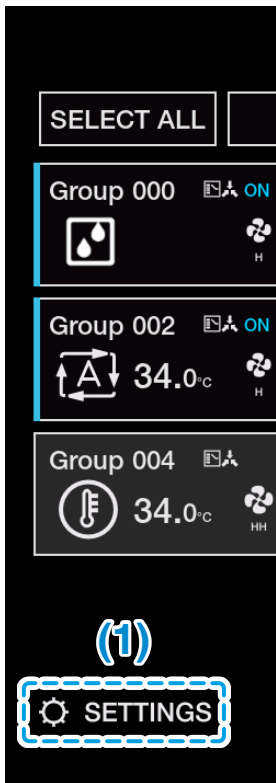 SELECT ALL
Group 000 ON
H
Group 002 ON
A 34.0°C
H
Group 004
34.0°C
HH
(1)
SETTINGS